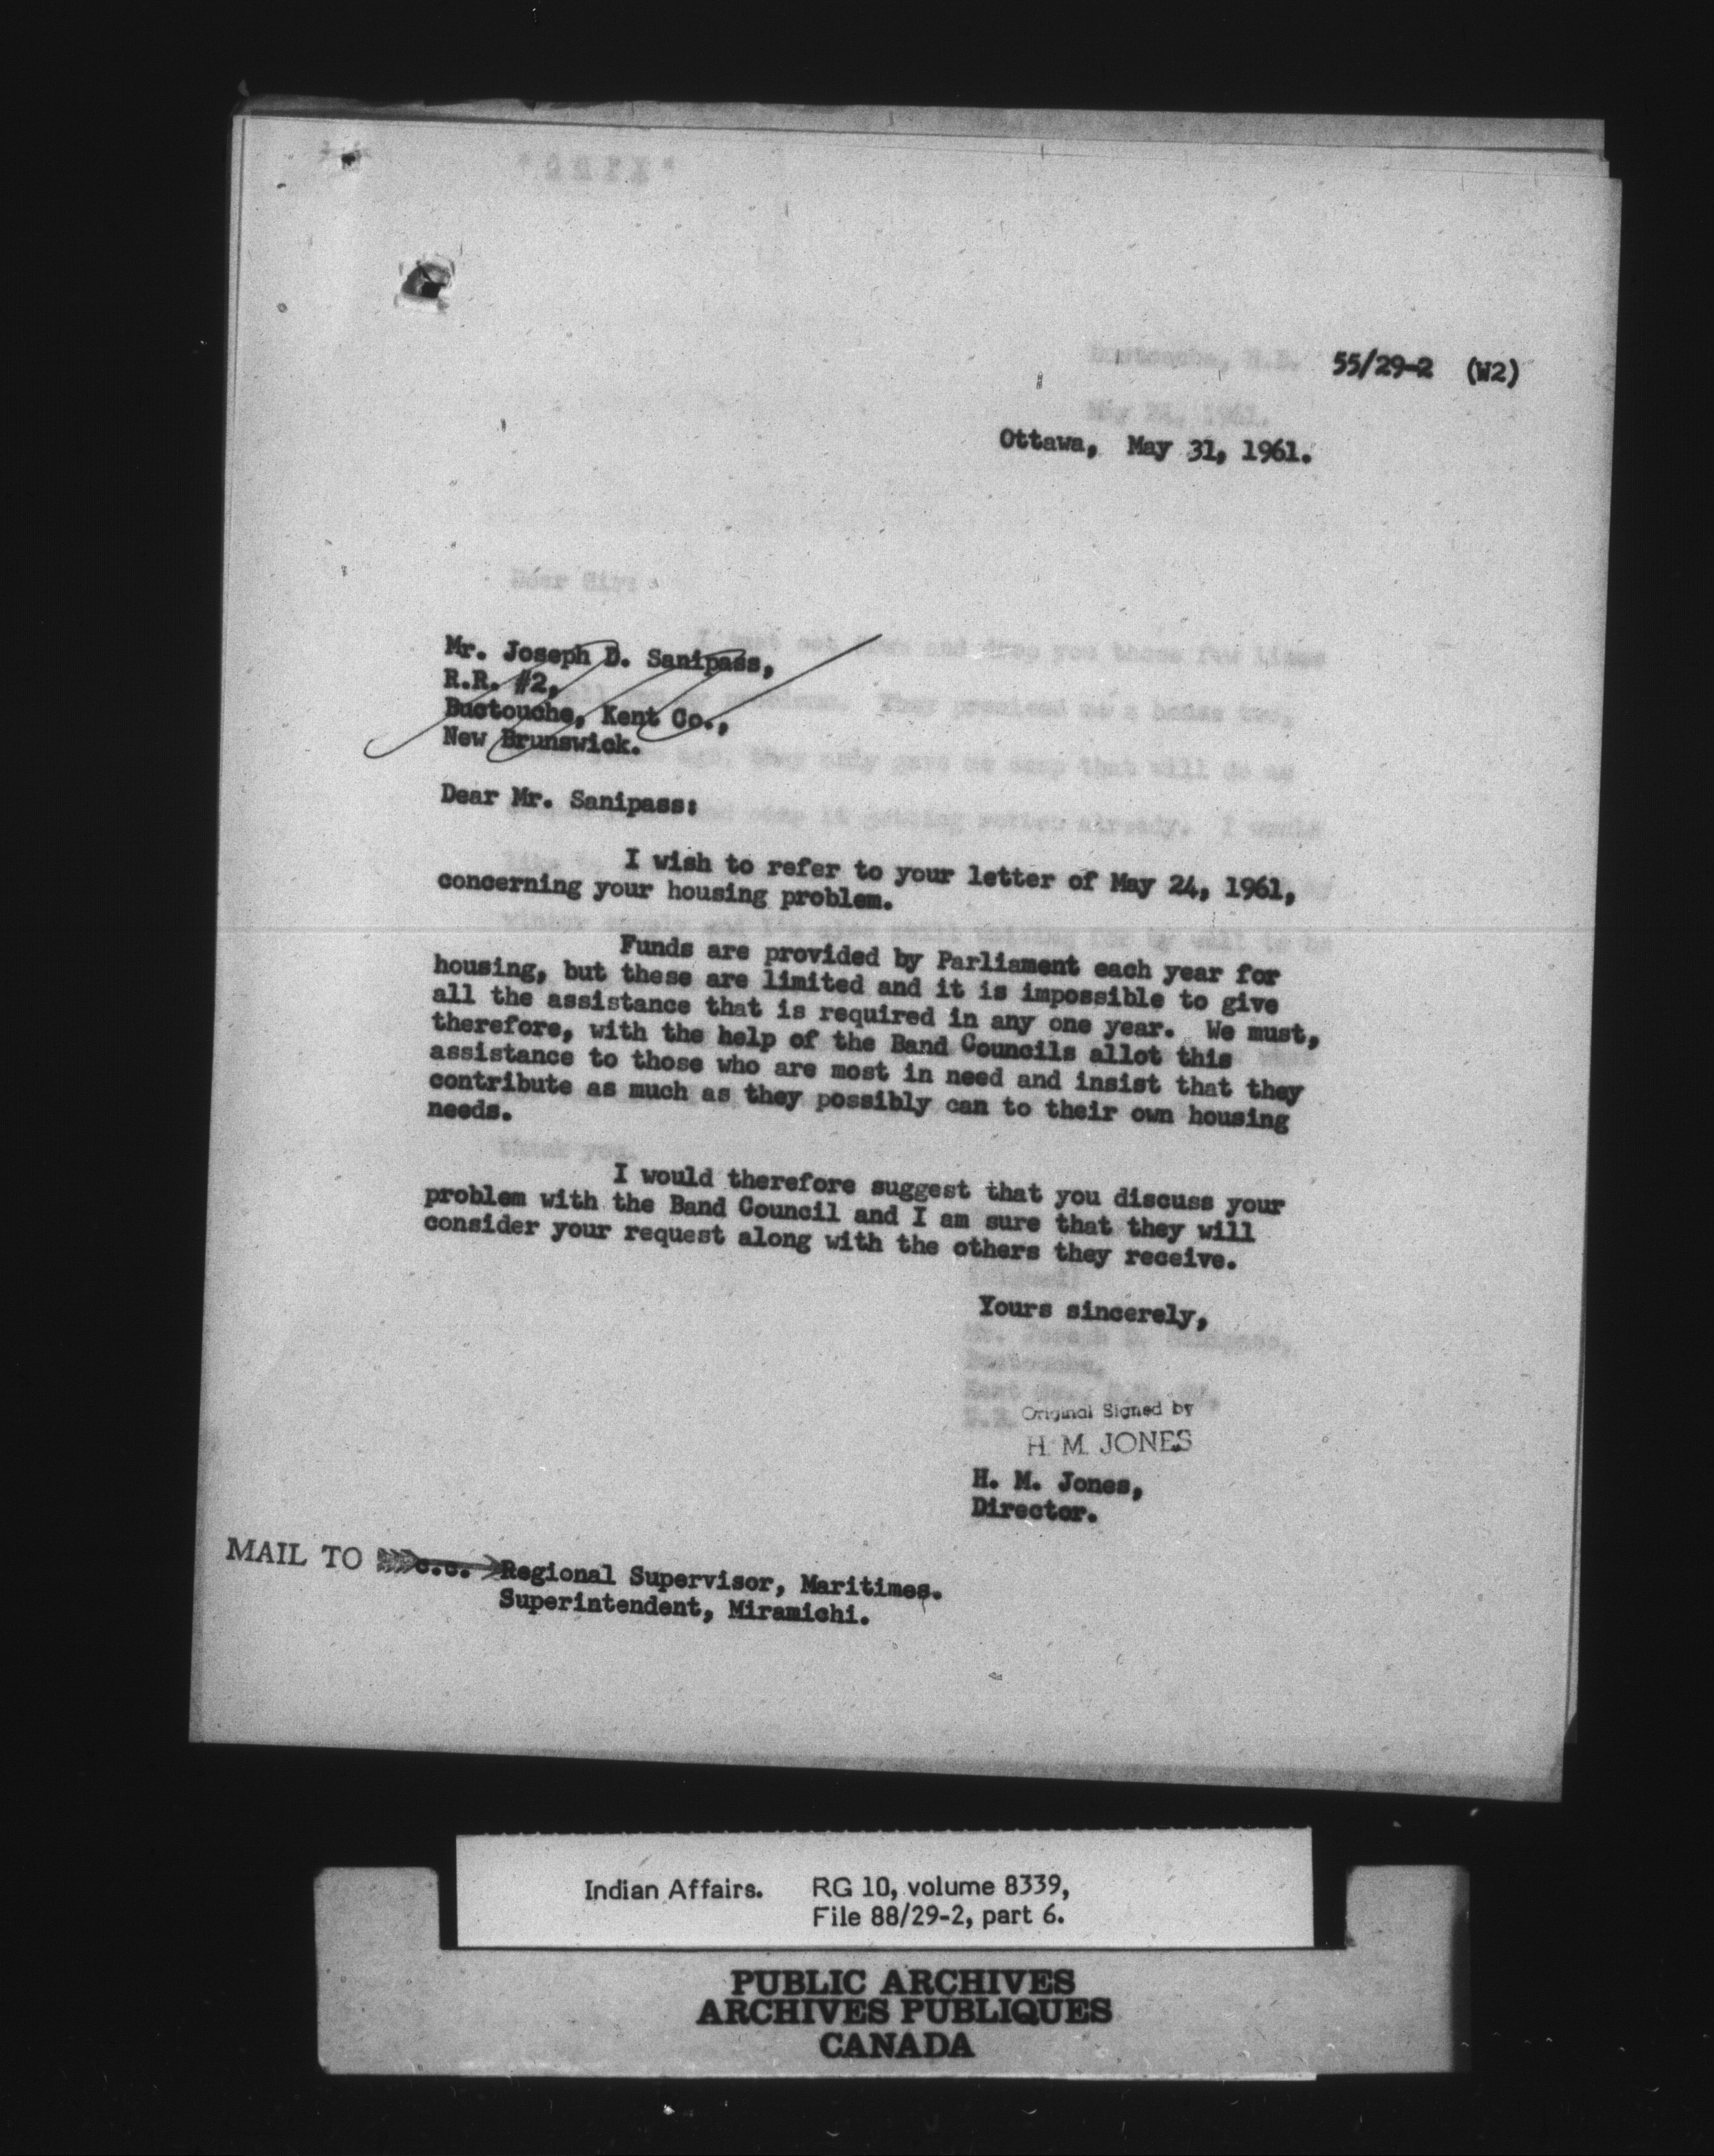 55/29-2 (W2)
Ottawa, May 31, 1961.
Mr. Joseph D. Sanipass,
R.R. #2,
Buctouche, Kent Co.,
New Brunswick.
Dear Mr. Sanipass:
I wish to refer to your letter of May 24, 1961,
concerning your housing problem.
Funds are provided by Parliament each year for
housing, but these are limited and it is impossible to give
all the assistance that is required in any one year. We must,
therefore, with the help of the Band Councils allot this
assistance to those who are most in need and insist that they
contribute as much as they possibly can to their own housing
needs.
thank you.
I would therefore suggest that you discuss your
problem with the Band Council and I am sure that they will
consider your request along with the others they receive.
Yours sincerely,
Original Signed by
H. M. JONES
H. M. Jones,
Director.
MAIL TO c.c. Regional Supervisor, Maritimes.
Superintendent, Miramichi.
Indian Affairs. RG 10, volume 8339,
File 88/29-2, part 6.
PUBLIC ARCHIVES
ARCHIVES PUBLIQUES
CANADA